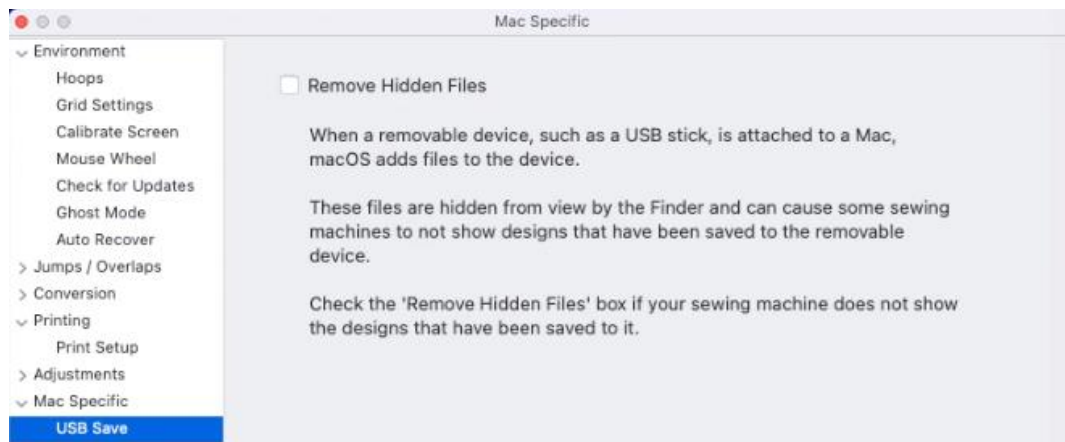 Mac Specific
Environment
Hoops
Grid Settings
Calibrate Screen
Mouse Wheel
Check for Updates
Ghost Mode
Auto Recover
Jumps / Overlaps
Conversion
Printing
Print Setup
Adjustments
Mac Specific
USB Save
Remove Hidden Files
When a removable device, such as a USB stick, is attached to a Mac,
macOS adds files to the device.
These files are hidden from view by the Finder and can cause some sewing
machines to not show designs that have been saved to the removable
device.
Check the 'Remove Hidden Files' box if your sewing machine does not show
the designs that have been saved to it.